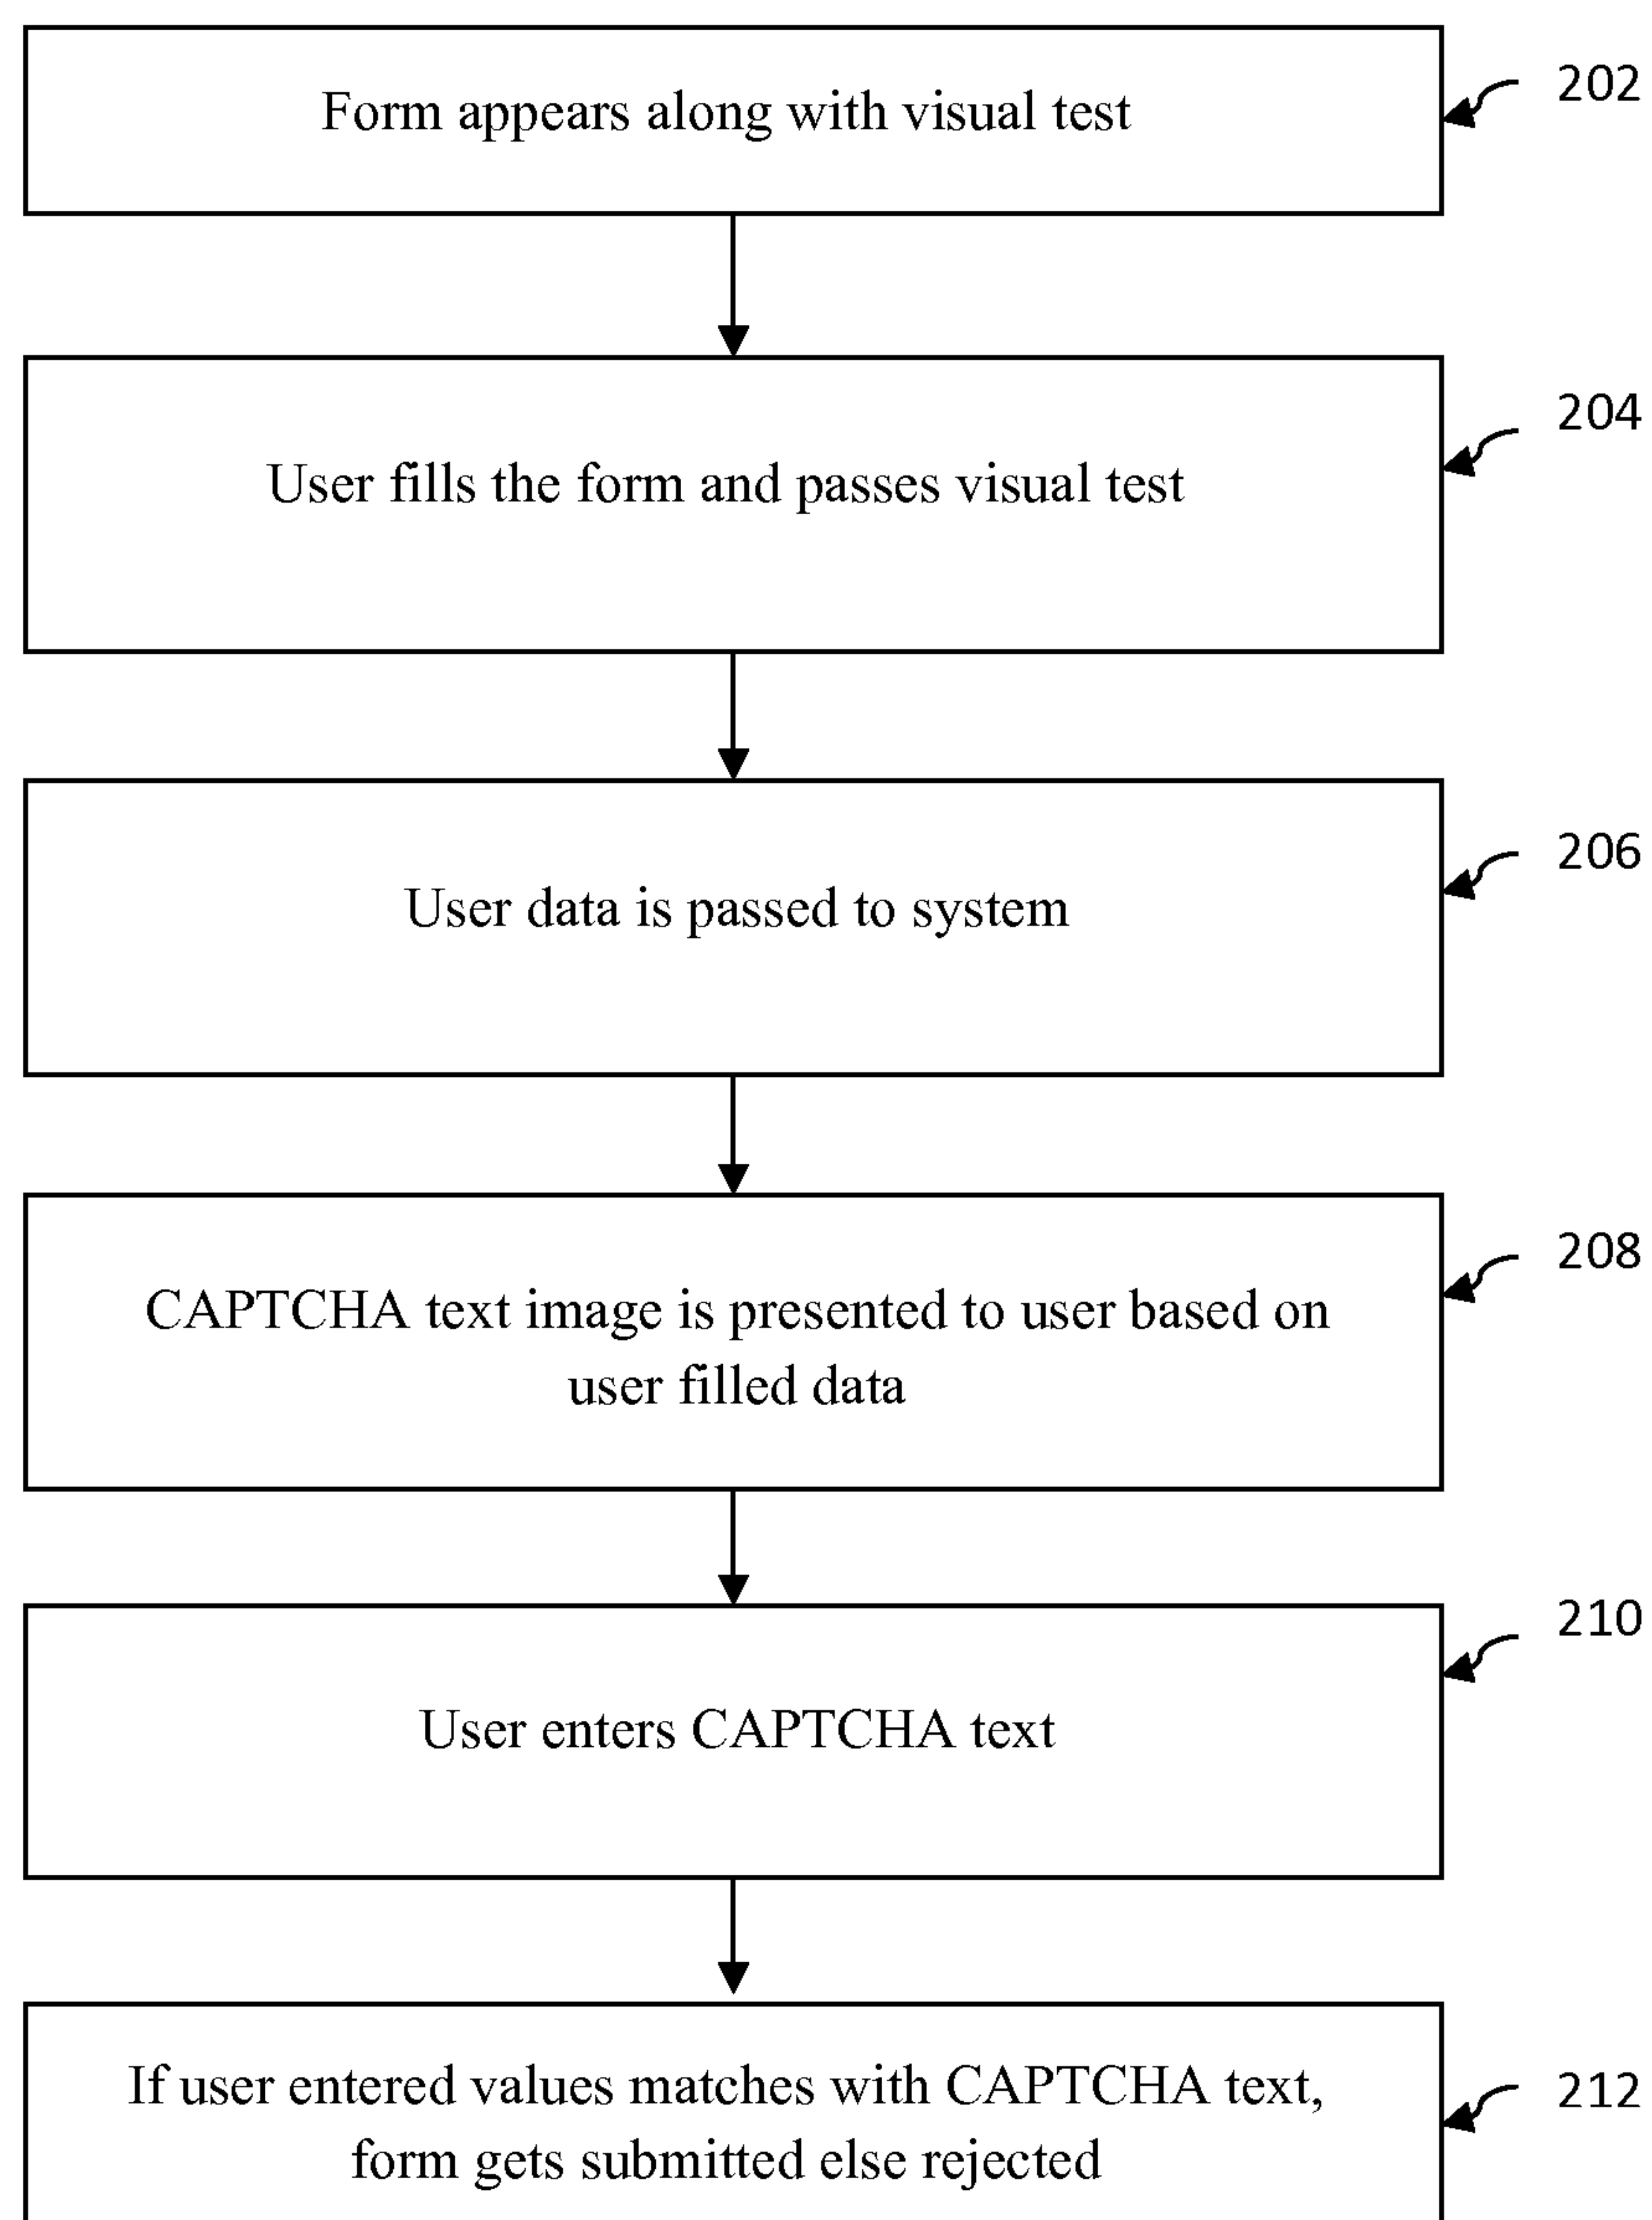 Form appears along with visual test
202
User fills the form and passes visual test
204
User data is passed to system
206
CAPTCHA text image is presented to user based on
user filled data
208
User enters CAPTCHA text
210
If user entered values matches with CAPTCHA text,
form gets submitted else rejected
212